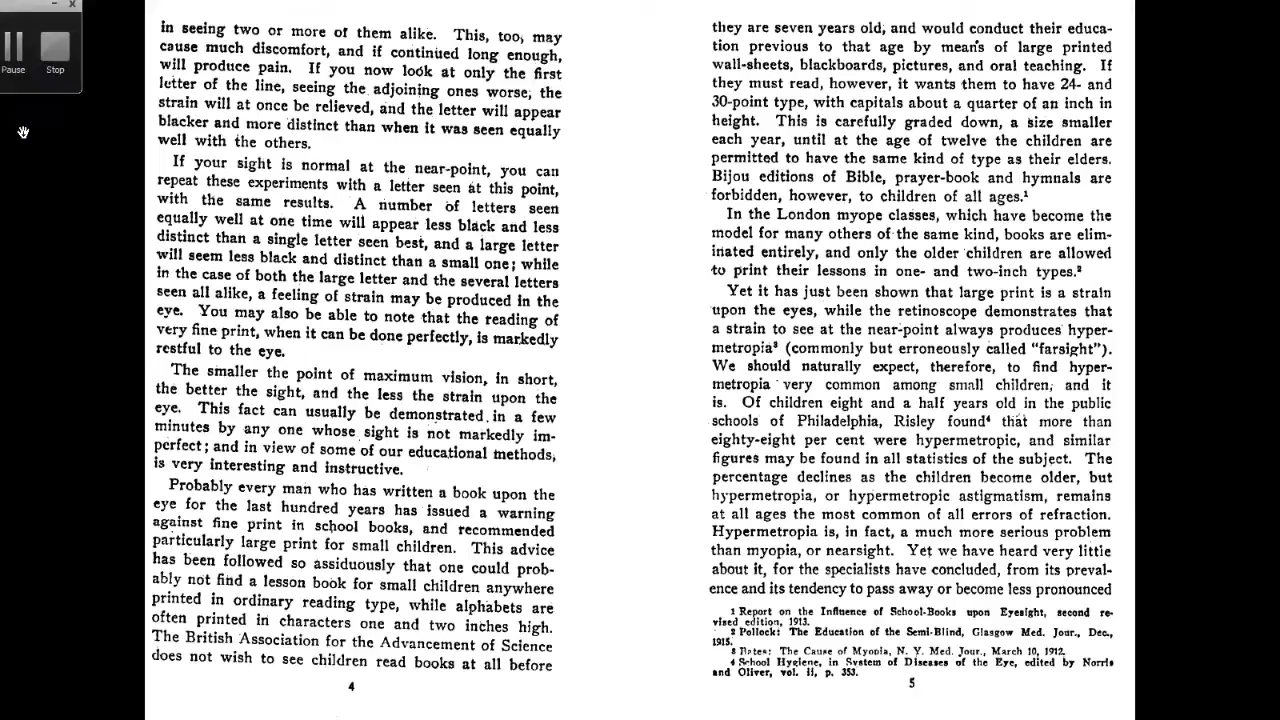 Pause
Stop
in seeing two or more of them alike. This, too, may
cause much discomfort, and if continued long enough,
will produce pain. If you now look at only the first
letter of the line, seeing the adjoining ones worse, the
strain will at once be relieved, and the letter will appear
blacker and more distinct than when it was seen equally
well with the others.
If your sight is normal at the near-point, you can
repeat these experiments with a letter seen at this point,
with the same results. A number of letters seen
equally well at one time will appear less black and less
distinct than a single letter seen best, and a large letter
will seem less black and distinct than a small one; while
in the case of both the large letter and the several letters
seen all alike, a feeling of strain may be produced in the
eye. You may also be able to note that the reading of
very fine print, when it can be done perfectly, is markedly
restful to the eye.
The smaller the point of maximum vision, in short,
the better the sight, and the less the strain upon the
eye. This fact can usually be demonstrated in a few
minutes by any one whose sight is not markedly im-
perfect; and in view of some of our educational methods,
is very interesting and instructive.
Probably every man who has written a book upon the
eye for the last hundred years has issued a warning
against fine print in school books, and recommended
particularly large print for small children. This advice
has been followed so assiduously that one could prob-
ably not find a lesson book for small children anywhere
printed in ordinary reading type, while alphabets are
often printed in characters one and two inches high.
The British Association for the Advancement of Science
does not wish to see children read books at all before
4
they are seven years old, and would conduct their educa-
tion previous to that age by means of large printed
wall-sheets, blackboards, pictures, and oral teaching. If
they must read, however, it wants them to have 24- and
30-point type, with capitals about a quarter of an inch in
height. This is carefully graded down, a size smaller
each year, until at the age of twelve the children are
permitted to have the same kind of type as their elders.
Bijou editions of Bible, prayer-book and hymnals are
forbidden, however, to children of all ages.¹
In the London myope classes, which have become the
model for many others of the same kind, books are elim-
inated entirely, and only the older children are allowed
to print their lessons in one- and two-inch types.²
Yet it has just been shown that large print is a strain
upon the eyes, while the retinoscope demonstrates that
a strain to see at the near-point always produces hyper-
metropia³ (commonly but erroneously called "farsight").
We should naturally expect, therefore, to find hyper-
metropia very common among small children, and it
is. Of children eight and a half years old in the public
schools of Philadelphia, Risley found⁴ that more than
eighty-eight per cent were hypermetropic, and similar
figures may be found in all statistics of the subject. The
percentage declines as the children become older, but
hypermetropia, or hypermetropic astigmatism, remains
at all ages the most common of all errors of refraction.
Hypermetropia is, in fact, a much more serious problem
than myopia, or nearsight. Yet we have heard very little
about it, for the specialists have concluded, from its preval-
ence and its tendency to pass away or become less pronounced
1 Report on the Influence of School-Books upon Eyesight, second re-
vised edition, 1913.
2 Pollock: The Education of the Semi-Blind, Glasgow Med. Jour., Dec.,
1915.
3 Bates: The Cause of Myopia, N. Y. Med. Jour., March 10, 1912.
4 School Hygiene, in System of Diseases of the Eye, edited by Norris
and Oliver, vol. ii, p. 353.
5